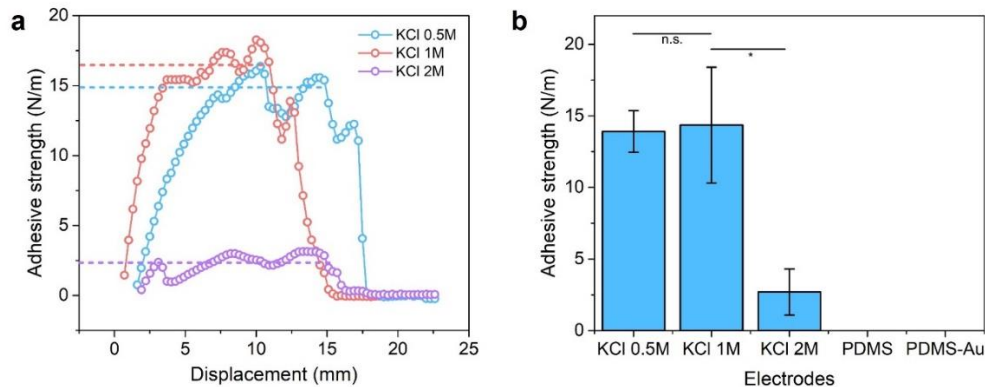 a
20
15
10
5
0
Adhesive strength (N/m)
KCl 0.5M
KCl 1M
KCl 2M
0
5
10
15
20
25
Displacement (mm)
b
20
15
10
5
0
Adhesive strength (N/m)
n.s.
*
KCl 0.5M
KCl 1M
KCl 2M
PDMS
PDMS-Au
Electrodes